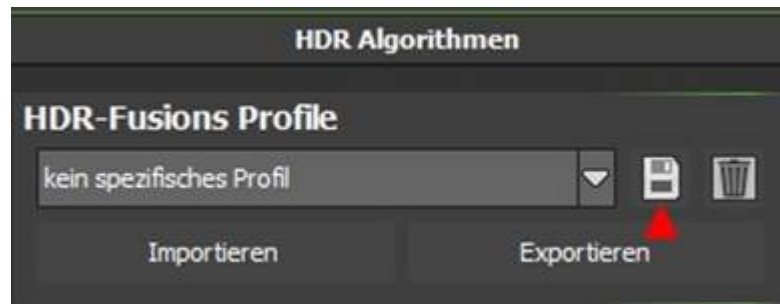 HDR Algorithmen
HDR-Fusions Profile
kein spezifisches Profil
Importieren Exportieren